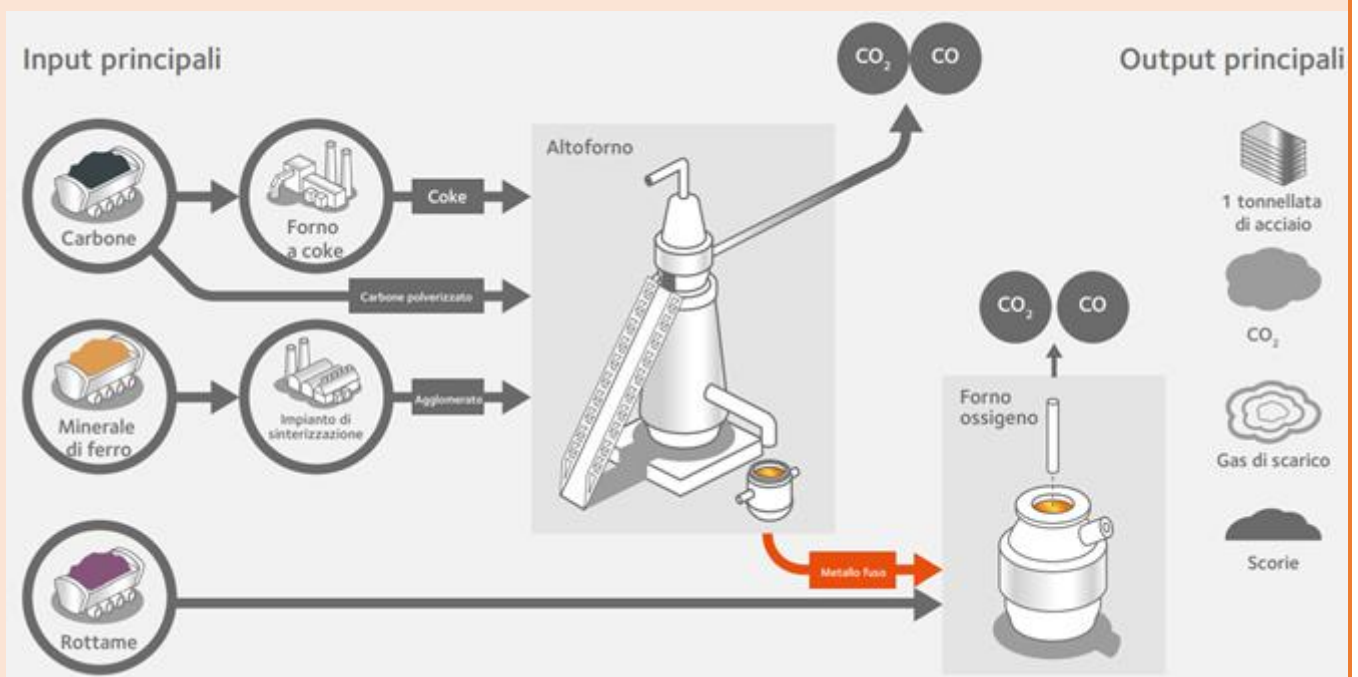 Input principali
Output principali
CO₂
CO
Altoforno
Carbone
Forno
a coke
Coke
Carbone polverizzato
Minerale
di ferro
Impianto di
sinterizzazione
Agglomerato
Rottame
Metallo fuso
CO₂
CO
Forno
ossigeno
1 tonnellata
di acciaio
CO₂
Gas di scarico
Scorie